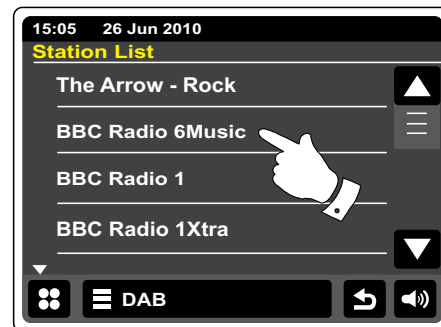 15:05 26 Jun 2010
Station List
The Arrow - Rock
BBC Radio 6Music
BBC Radio 1
BBC Radio 1Xtra
DAB